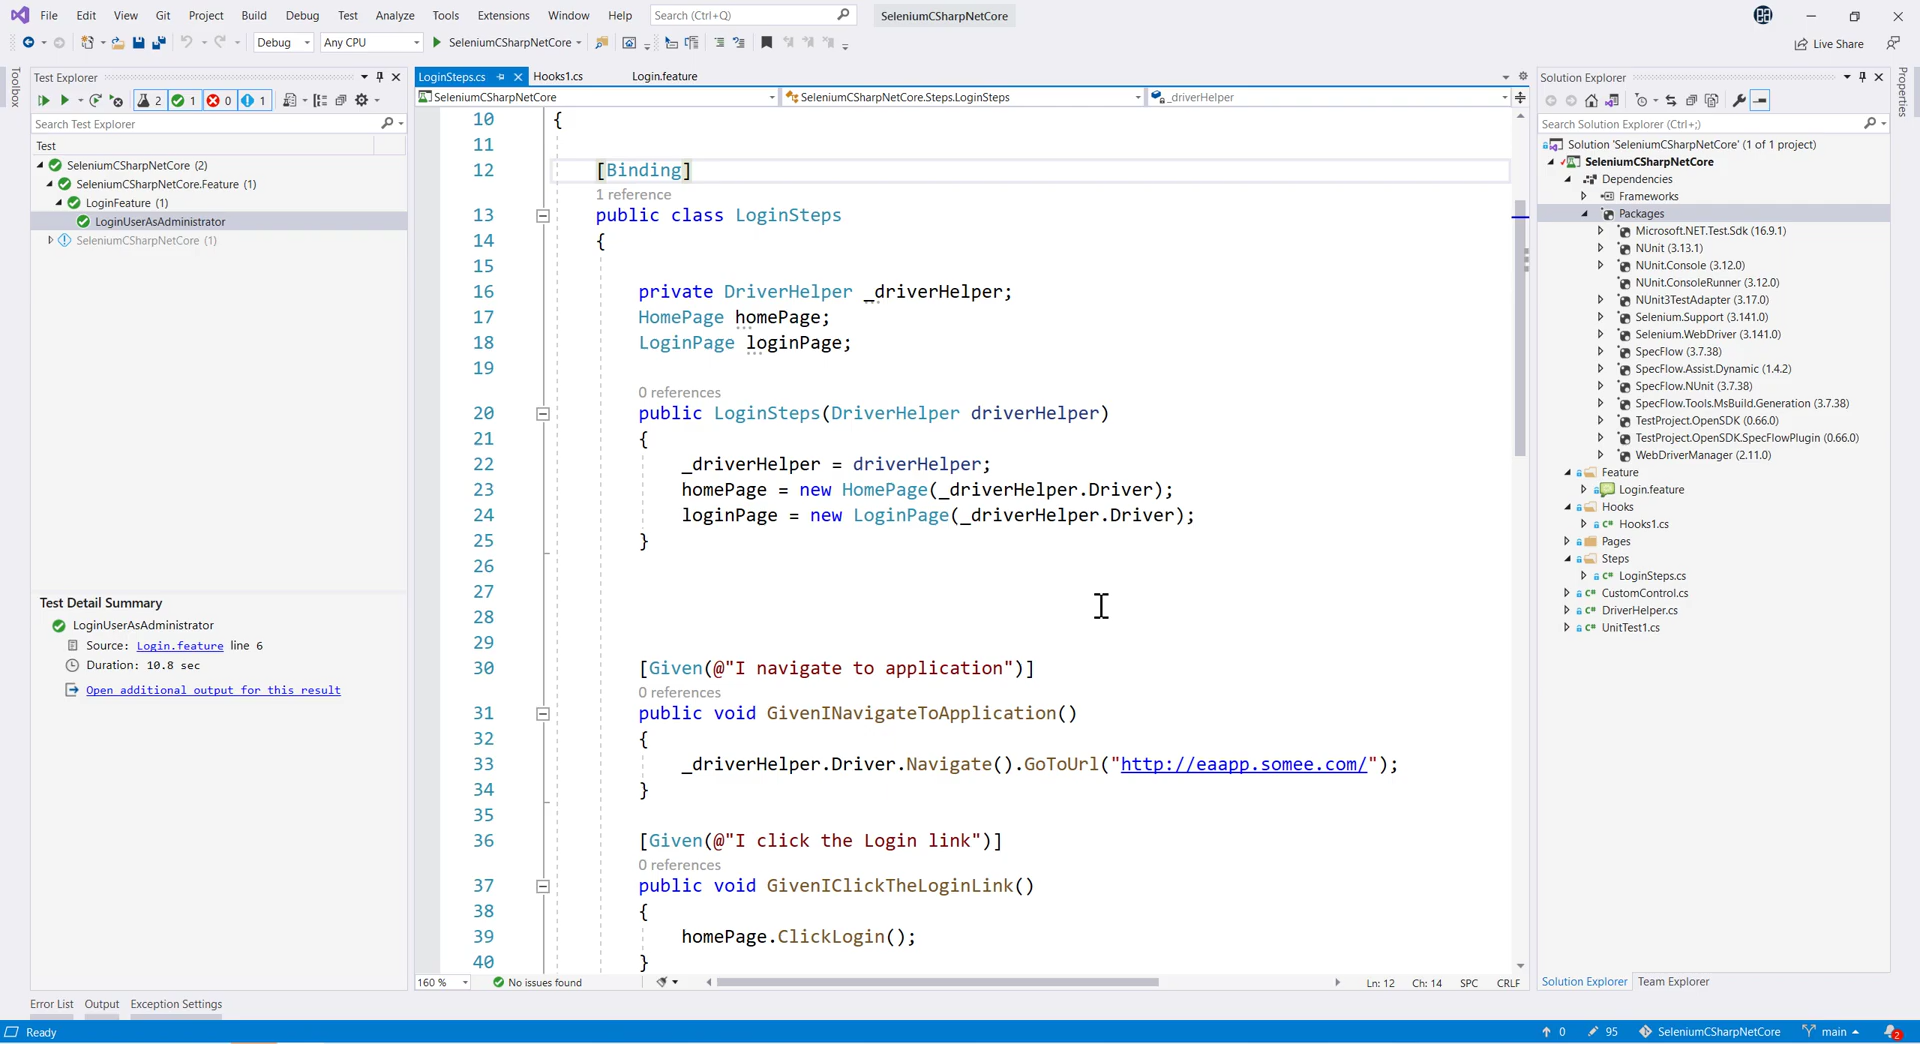 File Edit View Git Project Build Debug Test Analyze Tools Extensions Window Help Search (Ctrl+Q) SeleniumCSharpNetCore
Debug Any CPU SeleniumCSharpNetCore Live Share
Toolbox
Test Explorer
2 1 0 1
Search Test Explorer
Test
SeleniumCSharpNetCore (2)
SeleniumCSharpNetCore.Feature (1)
LoginFeature (1)
LoginUserAsAdministrator
SeleniumCSharpNetCore (1)
Test Detail Summary
LoginUserAsAdministrator
Source: Login.feature line 6
Duration: 10.8 sec
Open additional output for this result
LoginSteps.cs Hooks1.cs Login.feature
SeleniumCSharpNetCore SeleniumCSharpNetCore.Steps.LoginSteps _driverHelper
10 {
11
12 [Binding]
1 reference
13 public class LoginSteps
14 {
15
16 private DriverHelper _driverHelper;
17 HomePage homePage;
18 LoginPage loginPage;
19
0 references
20 public LoginSteps(DriverHelper driverHelper)
21 {
22 _driverHelper = driverHelper;
23 homePage = new HomePage(_driverHelper.Driver);
24 loginPage = new LoginPage(_driverHelper.Driver);
25 }
26
27
28
29
30 [Given(@"I navigate to application")]
0 references
31 public void GivenINavigateToApplication()
32 {
33 _driverHelper.Driver.Navigate().GoToUrl("http://eaapp.somee.com/");
34 }
35
36 [Given(@"I click the Login link")]
0 references
37 public void GivenIClickTheLoginLink()
38 {
39 homePage.ClickLogin();
40 }
160 % No issues found Ln: 12 Ch: 14 SPC CRLF
Solution Explorer
Search Solution Explorer (Ctrl+;)
Solution 'SeleniumCSharpNetCore' (1 of 1 project)
SeleniumCSharpNetCore
Dependencies
Frameworks
Packages
Microsoft.NET.Test.Sdk (16.9.1)
NUnit (3.13.1)
NUnit.Console (3.12.0)
NUnit.ConsoleRunner (3.12.0)
NUnit3TestAdapter (3.17.0)
Selenium.Support (3.141.0)
Selenium.WebDriver (3.141.0)
SpecFlow (3.7.38)
SpecFlow.Assist.Dynamic (1.4.2)
SpecFlow.NUnit (3.7.38)
SpecFlow.Tools.MsBuild.Generation (3.7.38)
TestProject.OpenSDK (0.66.0)
TestProject.OpenSDK.SpecFlowPlugin (0.66.0)
WebDriverManager (2.11.0)
Feature
Login.feature
Hooks
Hooks1.cs
Pages
Steps
LoginSteps.cs
CustomControl.cs
DriverHelper.cs
UnitTest1.cs
Solution Explorer Team Explorer
Properties
Error List Output Exception Settings
Ready 0 95 SeleniumCSharpNetCore main 2